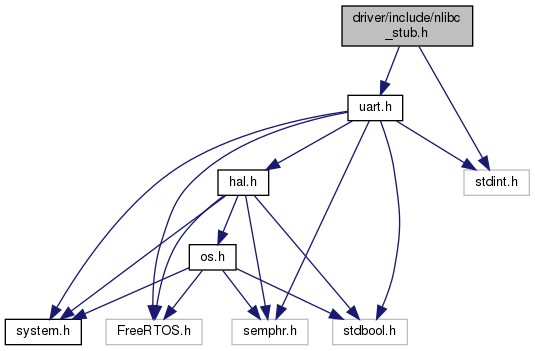 driver/include/nlibc
_stub.h
uart.h
hal.h
stdint.h
os.h
system.h
FreeRTOS.h
semphr.h
stdbool.h